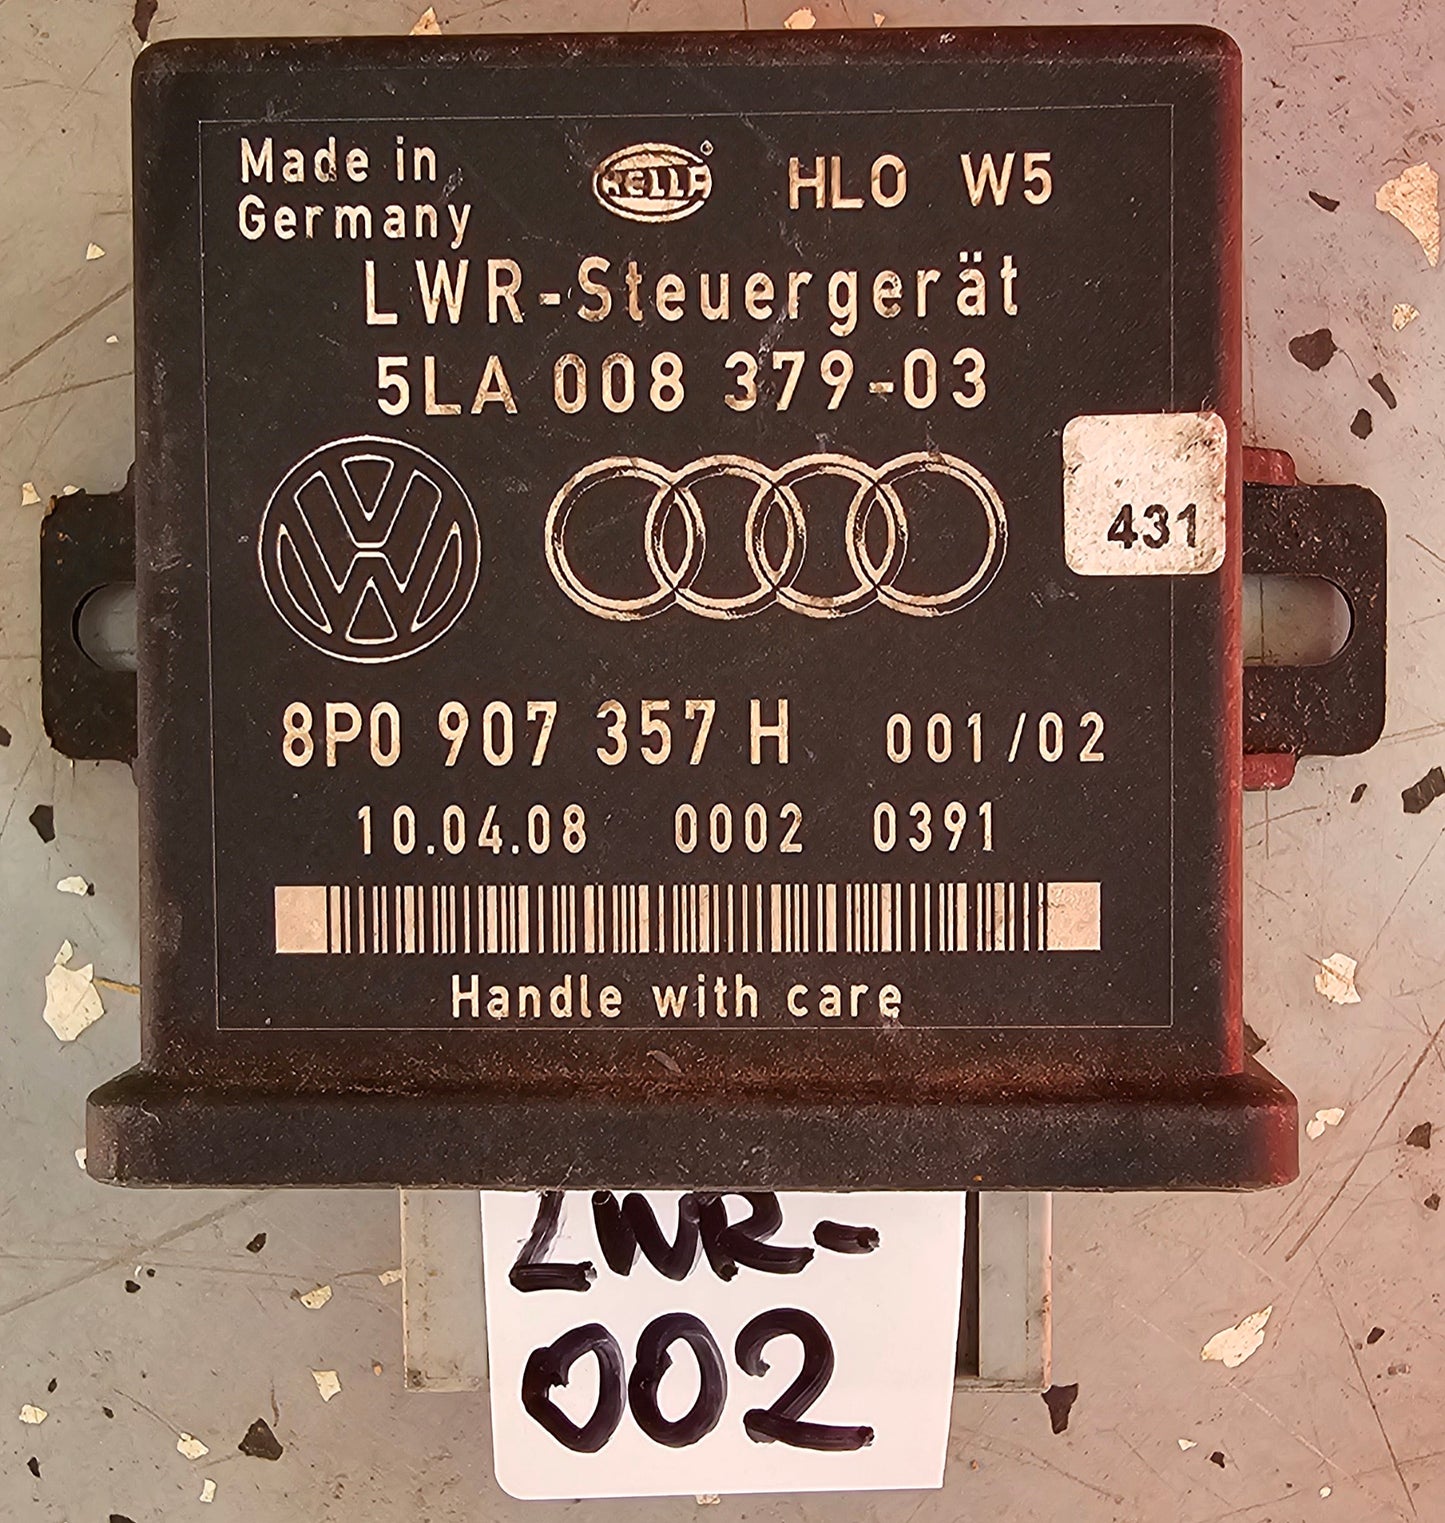 Made in
Germany
HELLA
HLO W5
LWR-Steuergerät
5LA 008 379-03
431
8P0 907 357 H 001/02
10.04.08 0002 0391
Handle with care
LWR-
002